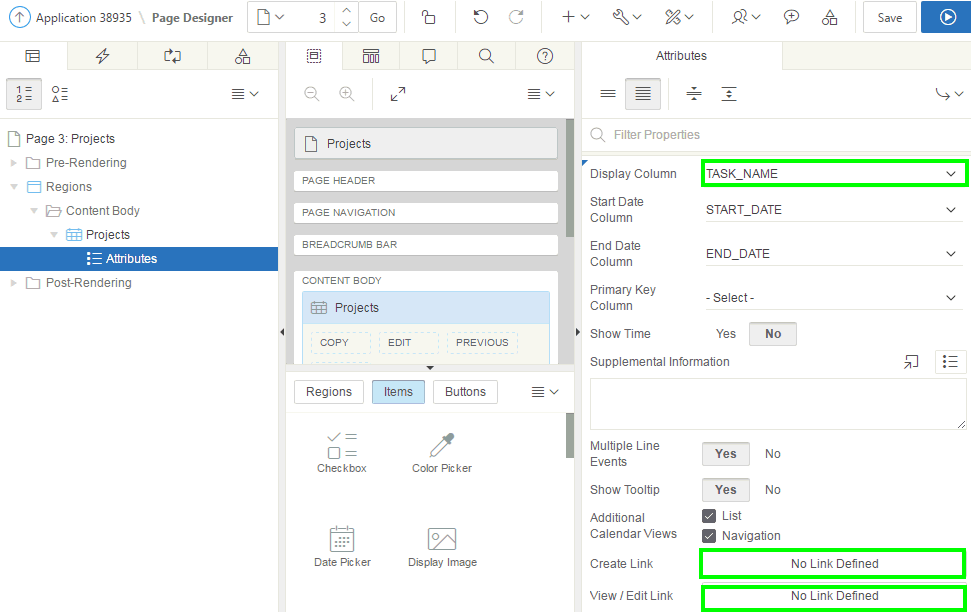 Application 38935 \ Page Designer 3 Go Save
Attributes
1 2
Filter Properties
Page 3: Projects
Pre-Rendering
Regions
Content Body
Projects
Attributes
Post-Rendering
Projects
PAGE HEADER
PAGE NAVIGATION
BREADCRUMB BAR
CONTENT BODY
Projects
COPY EDIT PREVIOUS
Regions Items Buttons
Checkbox Color Picker
Date Picker Display Image
Display Column TASK_NAME
Start Date
Column START_DATE
End Date
Column END_DATE
Primary Key
Column - Select -
Show Time Yes No
Supplemental Information
Multiple Line
Events Yes No
Show Tooltip Yes No
Additional
Calendar Views List
Navigation
Create Link No Link Defined
View / Edit Link No Link Defined